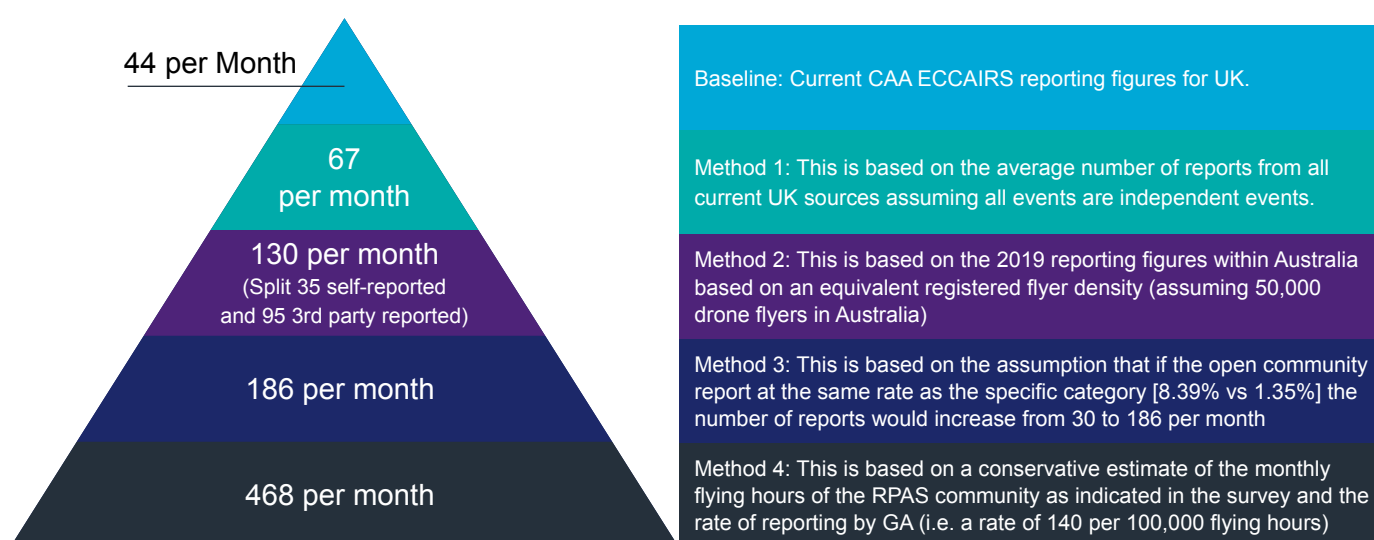 44 per Month
Baseline: Current CAA ECCAIRS reporting figures for UK.
67
per month
Method 1: This is based on the average number of reports from all
current UK sources assuming all events are independent events.
130 per month
(Split 35 self-reported
and 95 3rd party reported)
Method 2: This is based on the 2019 reporting figures within Australia
based on an equivalent registered flyer density (assuming 50,000
drone flyers in Australia)
186 per month
Method 3: This is based on the assumption that if the open community
report at the same rate as the specific category [8.39% vs 1.35%] the
number of reports would increase from 30 to 186 per month
468 per month
Method 4: This is based on a conservative estimate of the monthly
flying hours of the RPAS community as indicated in the survey and the
rate of reporting by GA (i.e. a rate of 140 per 100,000 flying hours)